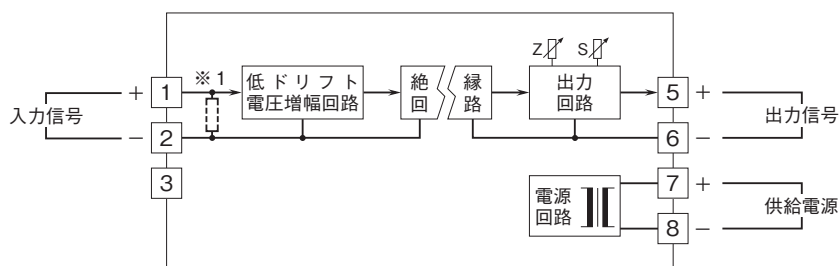 ※1
Z
S
入力信号
+
1
低ドリフト
電圧増幅回路
絶
回
縁
路
出力
回路
5
+
出力信号
−
2
6
−
3
電源
回路
7
+
供給電源
8
−